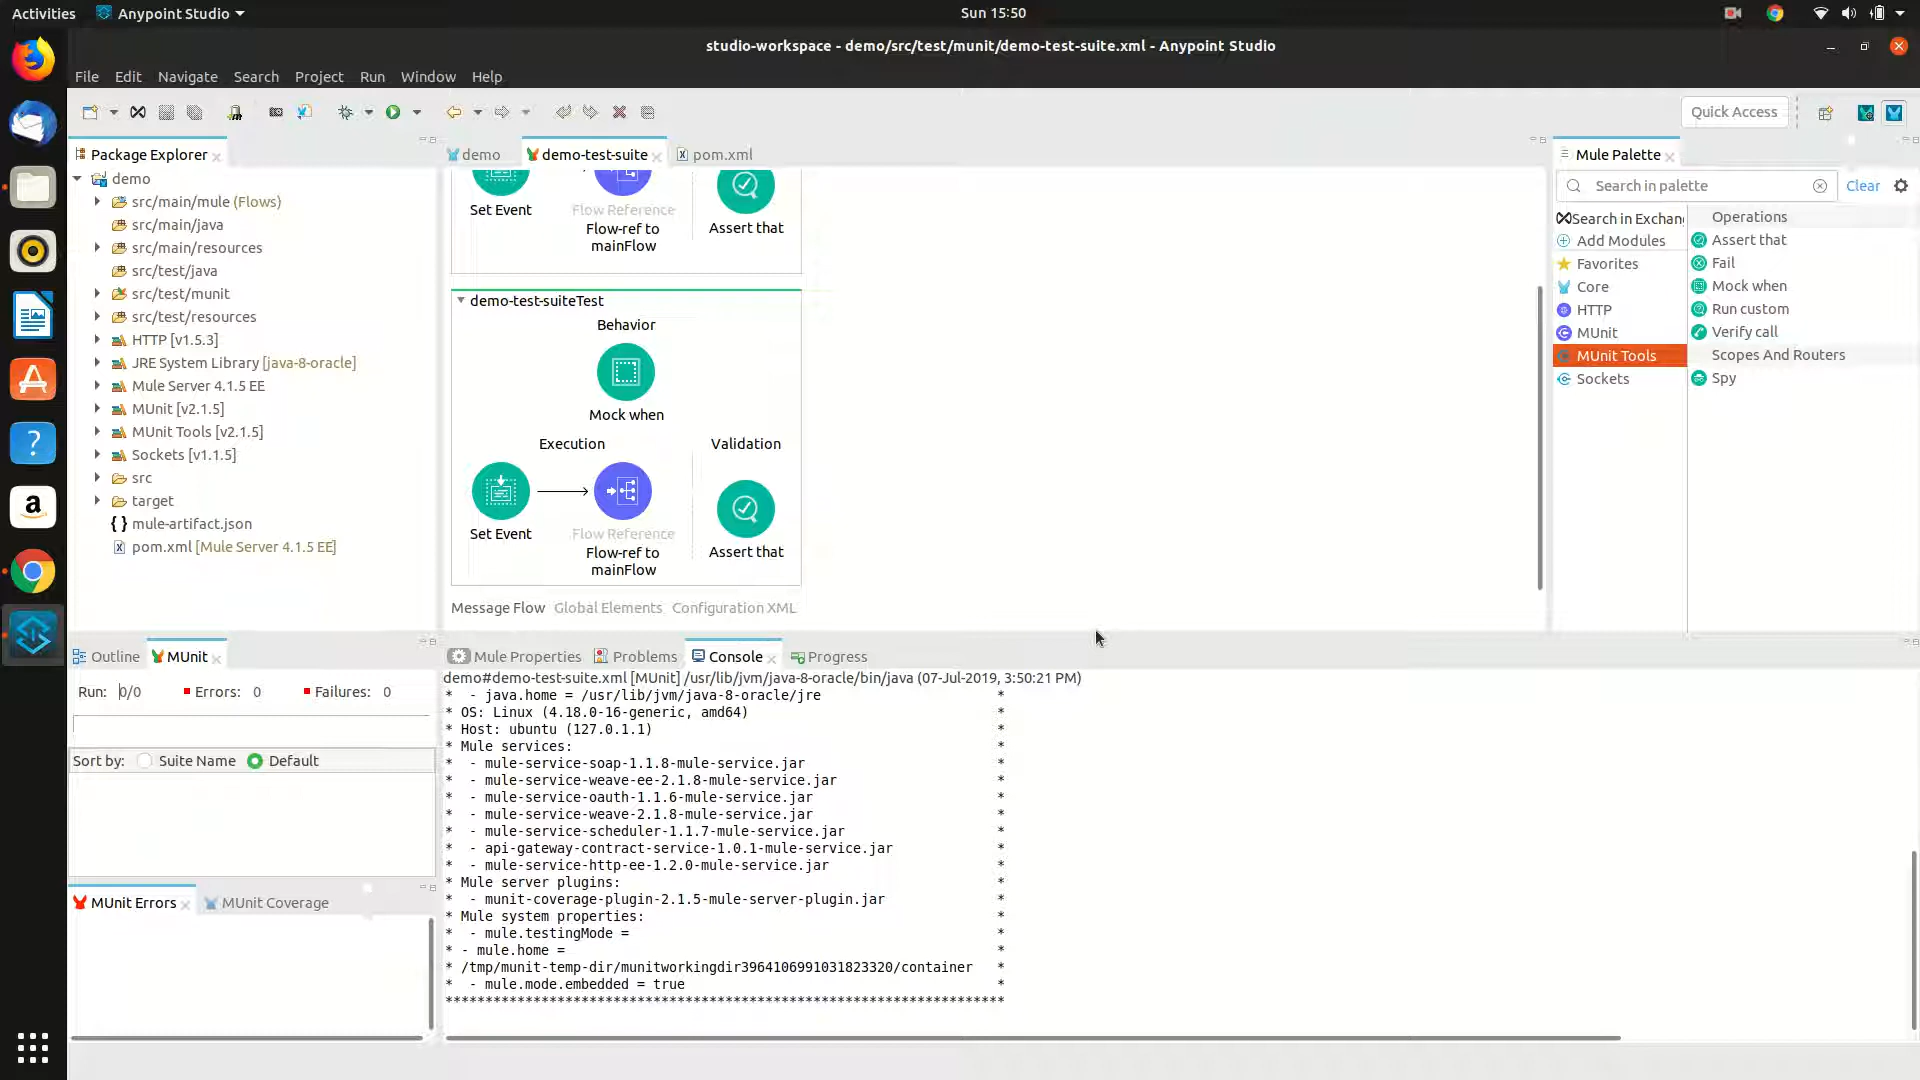 Activities
Anypoint Studio
Sun 15:50
studio-workspace - demo/src/test/munit/demo-test-suite.xml - Anypoint Studio
File Edit Navigate Search Project Run Window Help
Quick Access
Package Explorer
demo
src/main/mule (Flows)
src/main/java
src/main/resources
src/test/java
src/test/munit
src/test/resources
HTTP [v1.5.3]
JRE System Library [java-8-oracle]
Mule Server 4.1.5 EE
MUnit [v2.1.5]
MUnit Tools [v2.1.5]
Sockets [v1.1.5]
src
target
mule-artifact.json
pom.xml [Mule Server 4.1.5 EE]
demo
demo-test-suite
pom.xml
Set Event
Flow Reference
Flow-ref to
mainFlow
Assert that
demo-test-suiteTest
Behavior
Mock when
Execution
Validation
Set Event
Flow Reference
Flow-ref to
mainFlow
Assert that
Message Flow Global Elements Configuration XML
Mule Palette
Search in palette
Clear
Search in Exchan
Add Modules
Favorites
Core
HTTP
MUnit
MUnit Tools
Sockets
Operations
Assert that
Fail
Mock when
Run custom
Verify call
Scopes And Routers
Spy
Outline
MUnit
Run: 0/0
Errors: 0
Failures: 0
Sort by: Suite Name Default
MUnit Errors
MUnit Coverage
Mule Properties
Problems
Console
Progress
demo#demo-test-suite.xml [MUnit] /usr/lib/jvm/java-8-oracle/bin/java (07-Jul-2019, 3:50:21 PM)
* - java.home = /usr/lib/jvm/java-8-oracle/jre *
* OS: Linux (4.18.0-16-generic, amd64) *
* Host: ubuntu (127.0.1.1) *
* Mule services: *
* - mule-service-soap-1.1.8-mule-service.jar *
* - mule-service-weave-ee-2.1.8-mule-service.jar *
* - mule-service-oauth-1.1.6-mule-service.jar *
* - mule-service-weave-2.1.8-mule-service.jar *
* - mule-service-scheduler-1.1.7-mule-service.jar *
* - api-gateway-contract-service-1.0.1-mule-service.jar *
* - mule-service-http-ee-1.2.0-mule-service.jar *
* Mule server plugins: *
* - munit-coverage-plugin-2.1.5-mule-server-plugin.jar *
* Mule system properties: *
* - mule.testingMode = *
* - mule.home = *
* /tmp/munit-temp-dir/munitworkingdir3964106991031823320/container *
* - mule.mode.embedded = true *
**********************************************************************